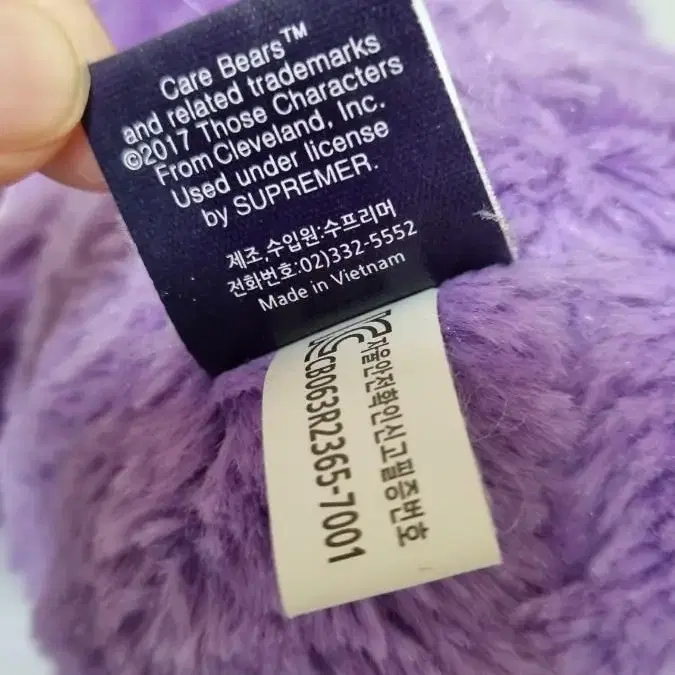 Care Bears™
and related trademarks
©2017 Those Characters
From Cleveland, Inc.
Used under license
by SUPREMER.
제조,수입원:수프리머
전화번호:02)332-5552
Made in Vietnam
자율안전확인신고필증번호
CB063R2365-7001